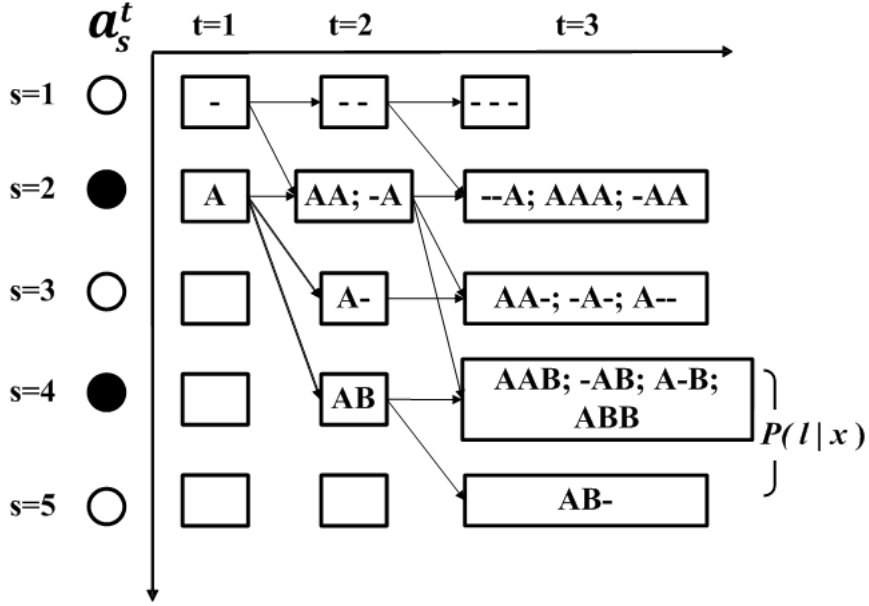 a_s^t t=1 t=2 t=3
s=1 - - - - - -
s=2 A AA; -A --A; AAA; -AA
s=3 A- AA-; -A-; A--
s=4 AB AAB; -AB; A-B;
ABB
P( l | x )
s=5 AB-